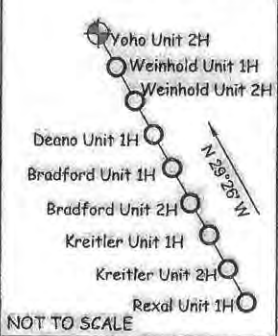 Yoho Unit 2H
Weinhold Unit 1H
Weinhold Unit 2H
Deano Unit 1H
Bradford Unit 1H
N 29°26' W
Bradford Unit 2H
Kreitler Unit 1H
Kreitler Unit 2H
Rexal Unit 1H
NOT TO SCALE